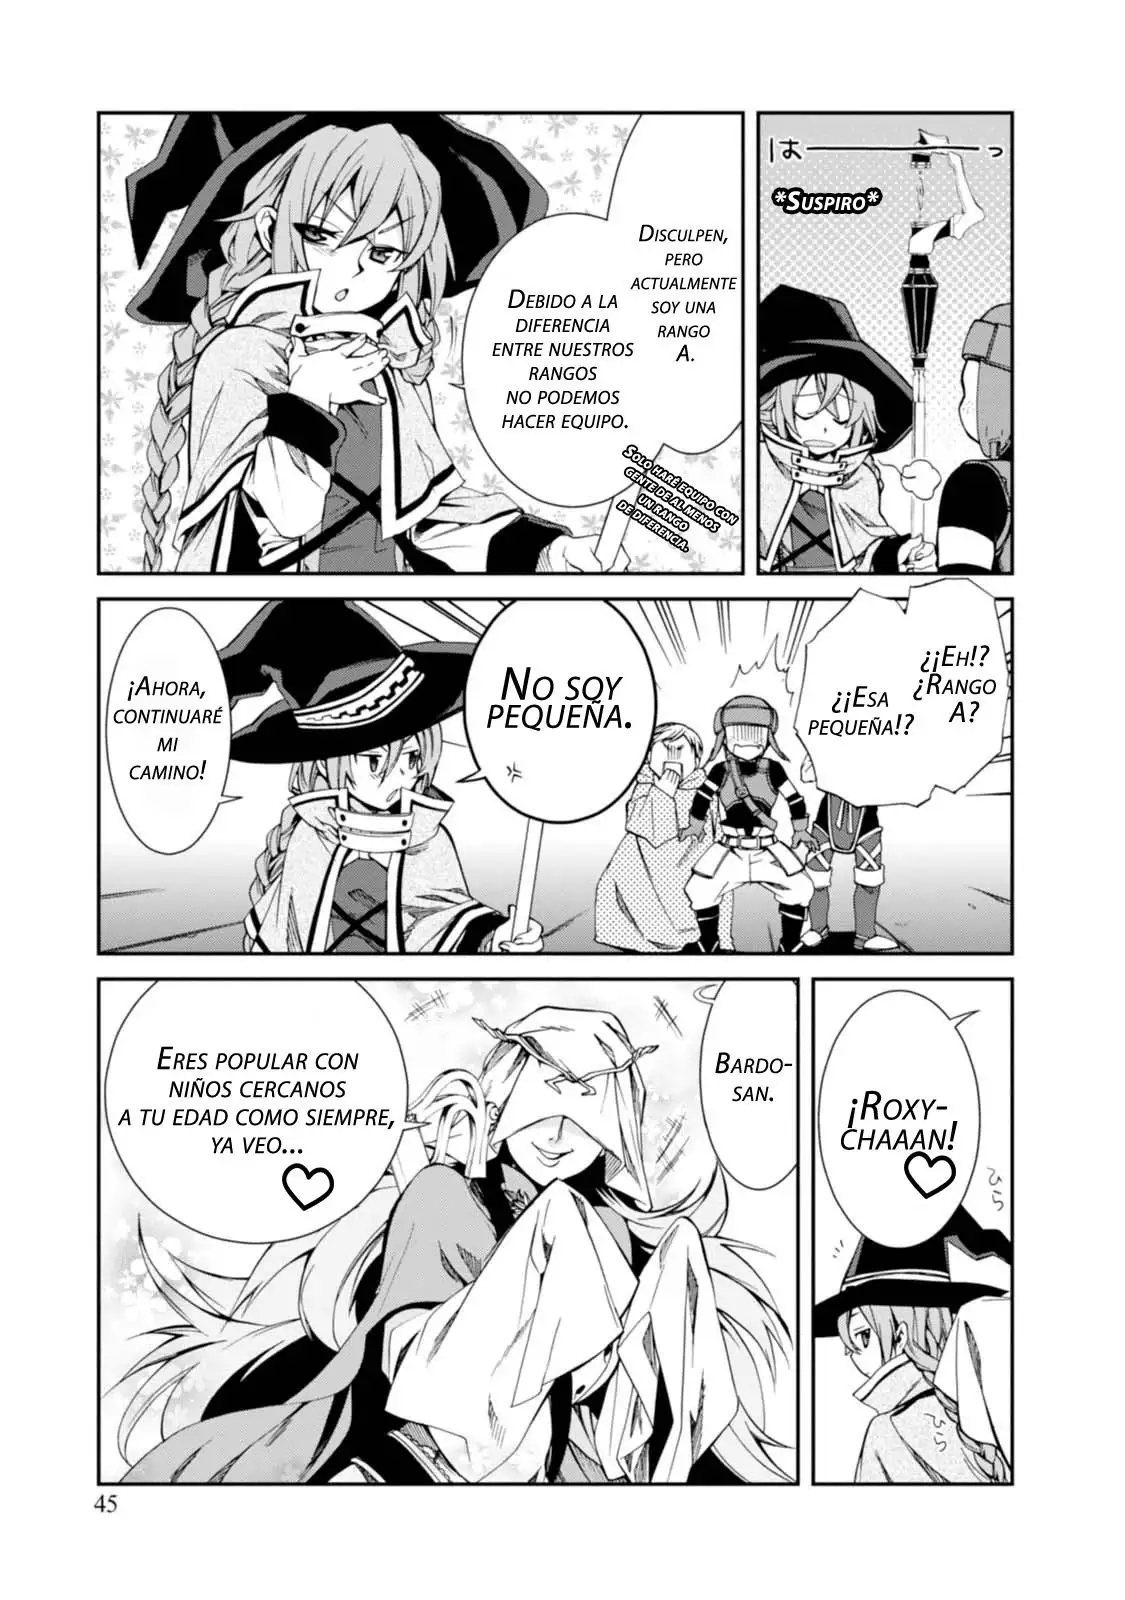 はーーっ
*Suspiro*
Disculpen,
pero
actualmente
soy una
rango
A.
Debido a la
diferencia
entre nuestros
rangos
no podemos
hacer equipo.
Solo haré equipo con
gente de al menos
un rango
de diferencia.
¿¡¡Eh!?
¿Rango
A?
¿¡¡Esa
pequeña!?
No soy
pequeña.
¡Ahora,
continuaré
mi
camino!
¡Roxy-
chaaan!
ひら
ひら
Bardo-
san.
Eres popular con
niños cercanos
a tu edad como siempre,
ya veo...
45